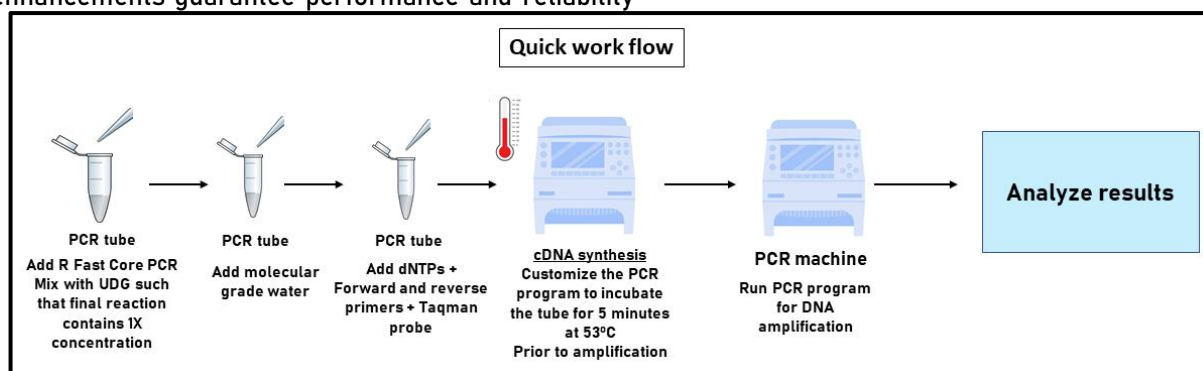 enhancements guarantee performance and reliability
Quick work flow
PCR tube
Add R Fast Core PCR
Mix with UDG such
that final reaction
contains 1X
concentration
PCR tube
Add molecular
grade water
PCR tube
Add dNTPs +
Forward and reverse
primers + Taqman
probe
cDNA synthesis
Customize the PCR
program to incubate
the tube for 5 minutes
at 53ºC
Prior to amplification
PCR machine
Run PCR program
for DNA
amplification
Analyze results